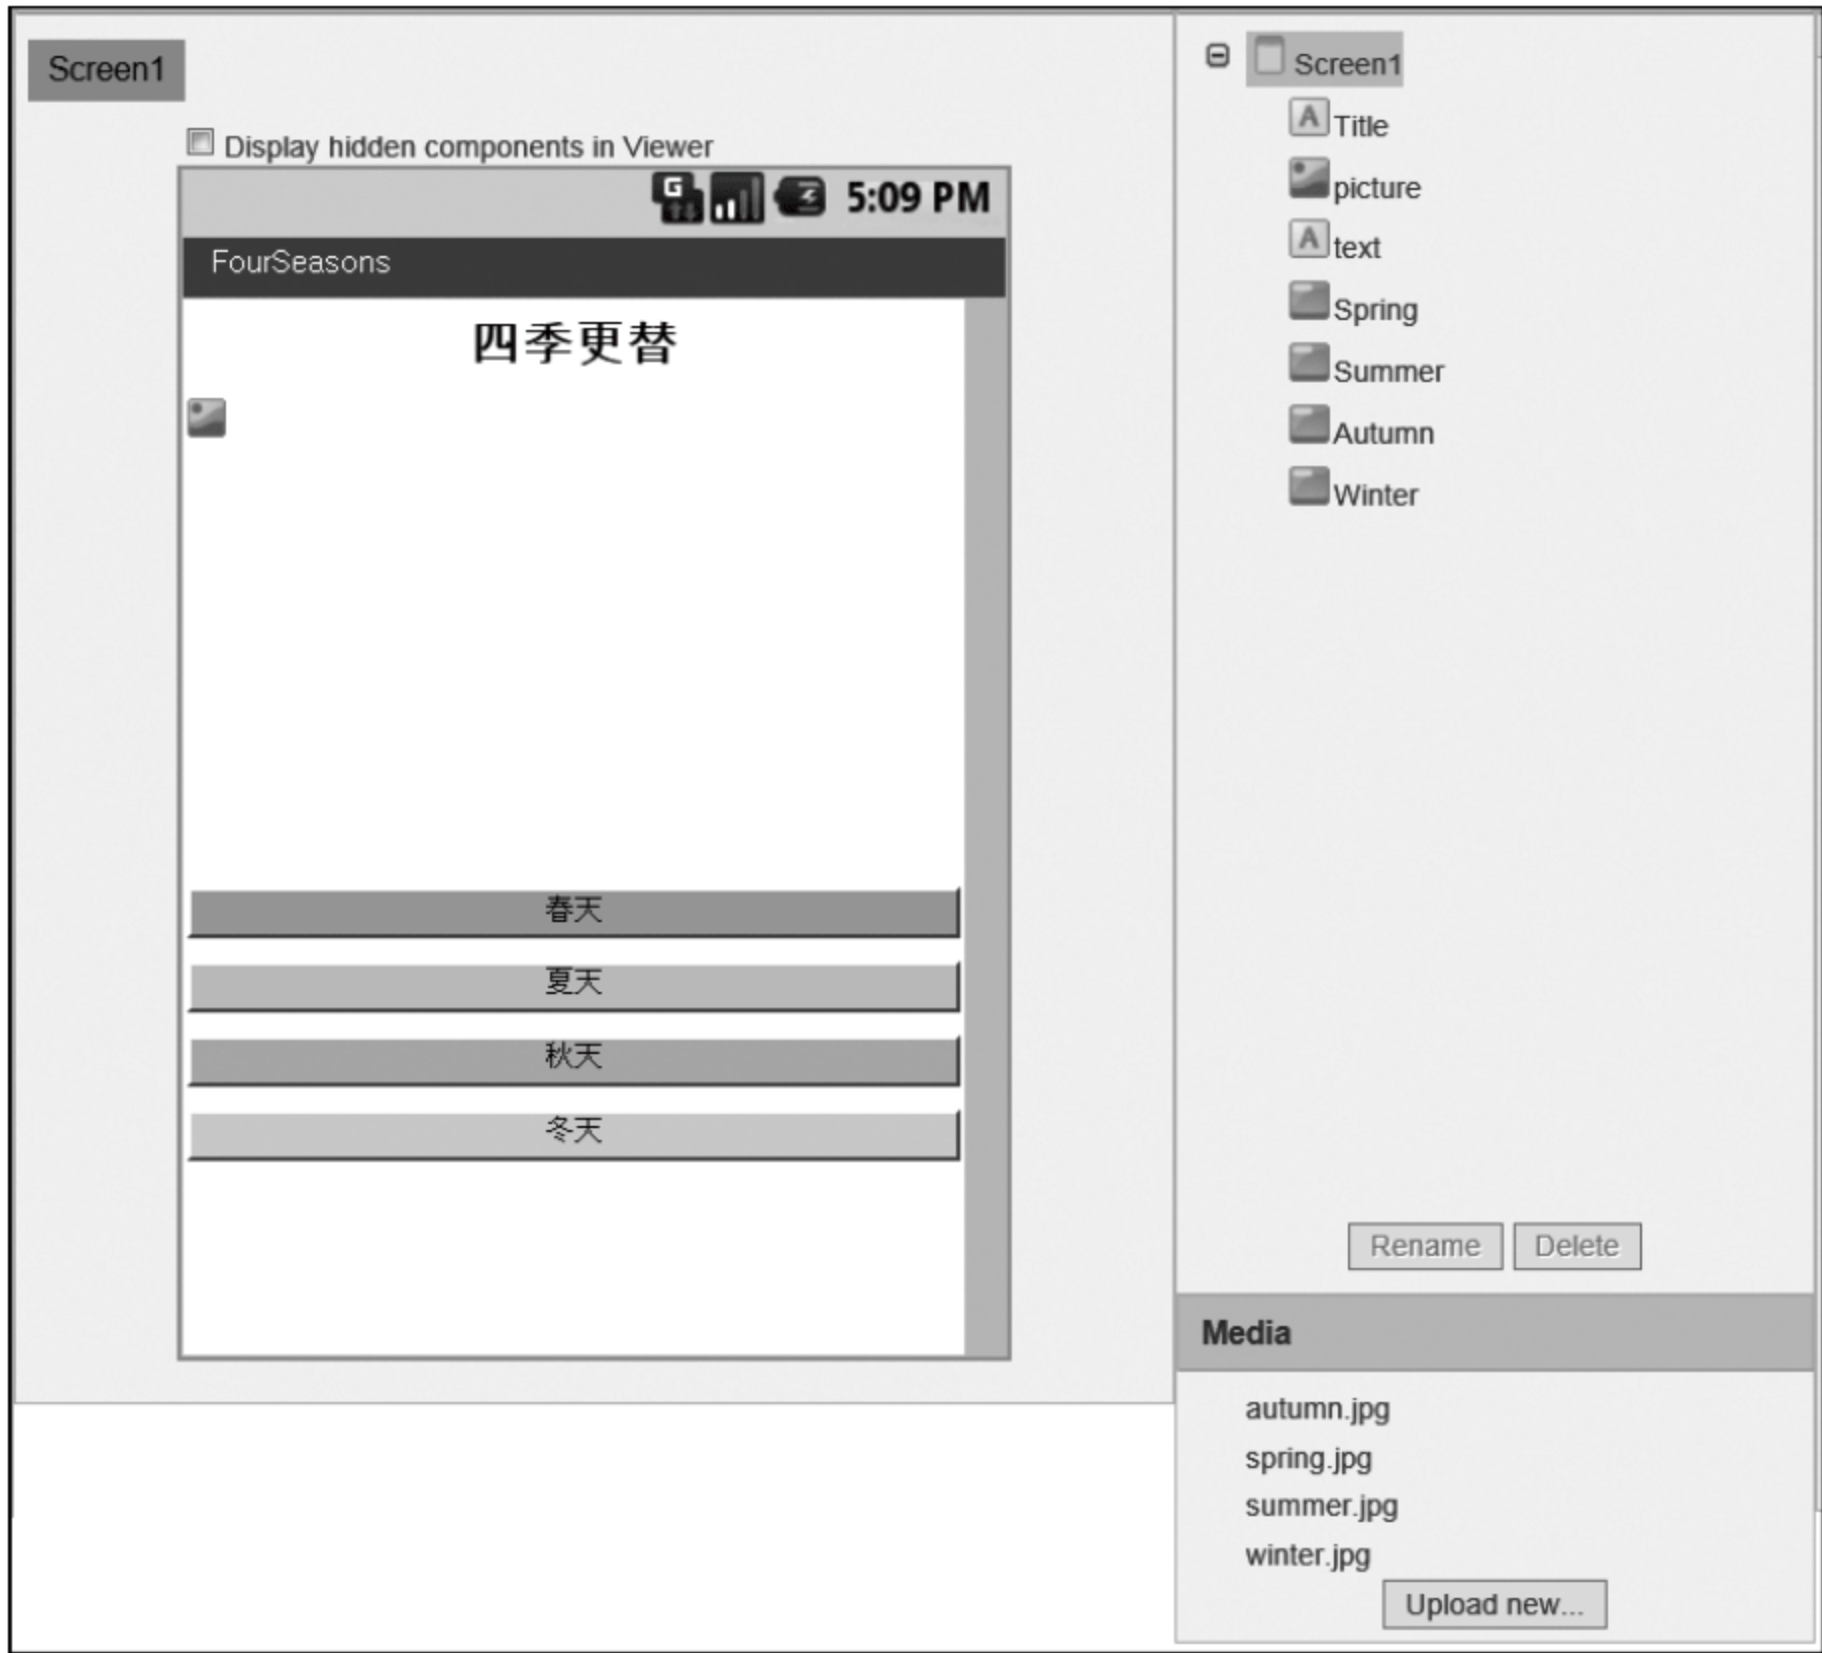 Screen1
Display hidden components in Viewer
G
5:09 PM
FourSeasons
四季更替
春天
夏天
秋天
冬天
Screen1
A Title
picture
A text
Spring
Summer
Autumn
Winter
Rename Delete
Media
autumn.jpg
spring.jpg
summer.jpg
winter.jpg
Upload new...